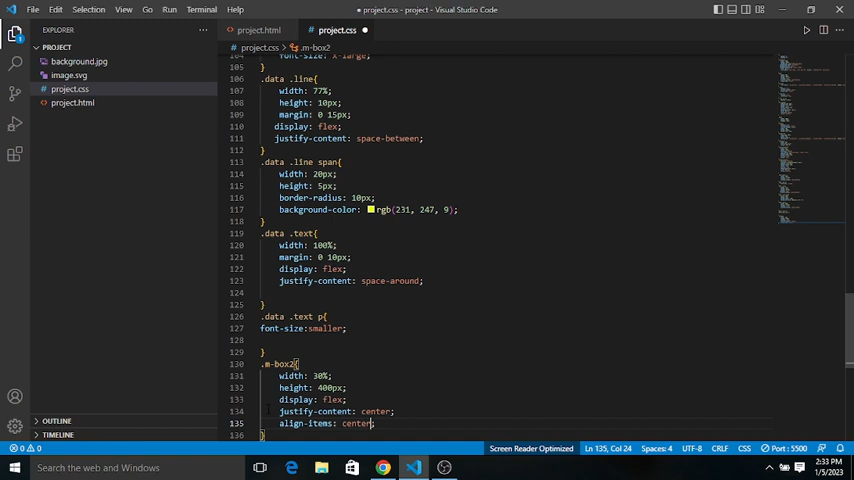 File Edit Selection View Go Run Terminal Help
• project.css - project - Visual Studio Code
EXPLORER
PROJECT
background.jpg
image.svg
# project.css
<> project.html
OUTLINE
TIMELINE
<> project.html
# project.css
# project.css > .m-box2
104 font-size: x-large;
105 }
106 .data .line{
107 width: 77%;
108 height: 10px;
109 margin: 0 15px;
110 display: flex;
111 justify-content: space-between;
112 }
113 .data .line span{
114 width: 20px;
115 height: 5px;
116 border-radius: 10px;
117 background-color: rgb(231, 247, 9);
118 }
119 .data .text{
120 width: 100%;
121 margin: 0 10px;
122 display: flex;
123 justify-content: space-around;
124
125 }
126 .data .text p{
127 font-size:smaller;
128
129 }
130 .m-box2{
131 width: 30%;
132 height: 400px;
133 display: flex;
134 justify-content: center;
135 align-items: center;
136 }
0 0 Screen Reader Optimized Ln 135, Col 24 Spaces: 4 UTF-8 CRLF CSS Port : 5500
Search the Web and Windows
2:33 PM
1/5/2023